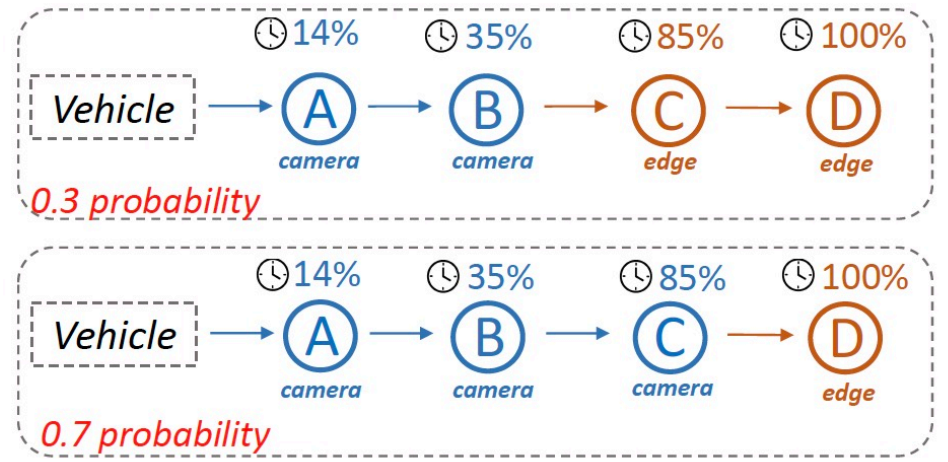 14% 35% 85% 100%
Vehicle A B C D
camera camera edge edge
0.3 probability
14% 35% 85% 100%
Vehicle A B C D
camera camera camera edge
0.7 probability